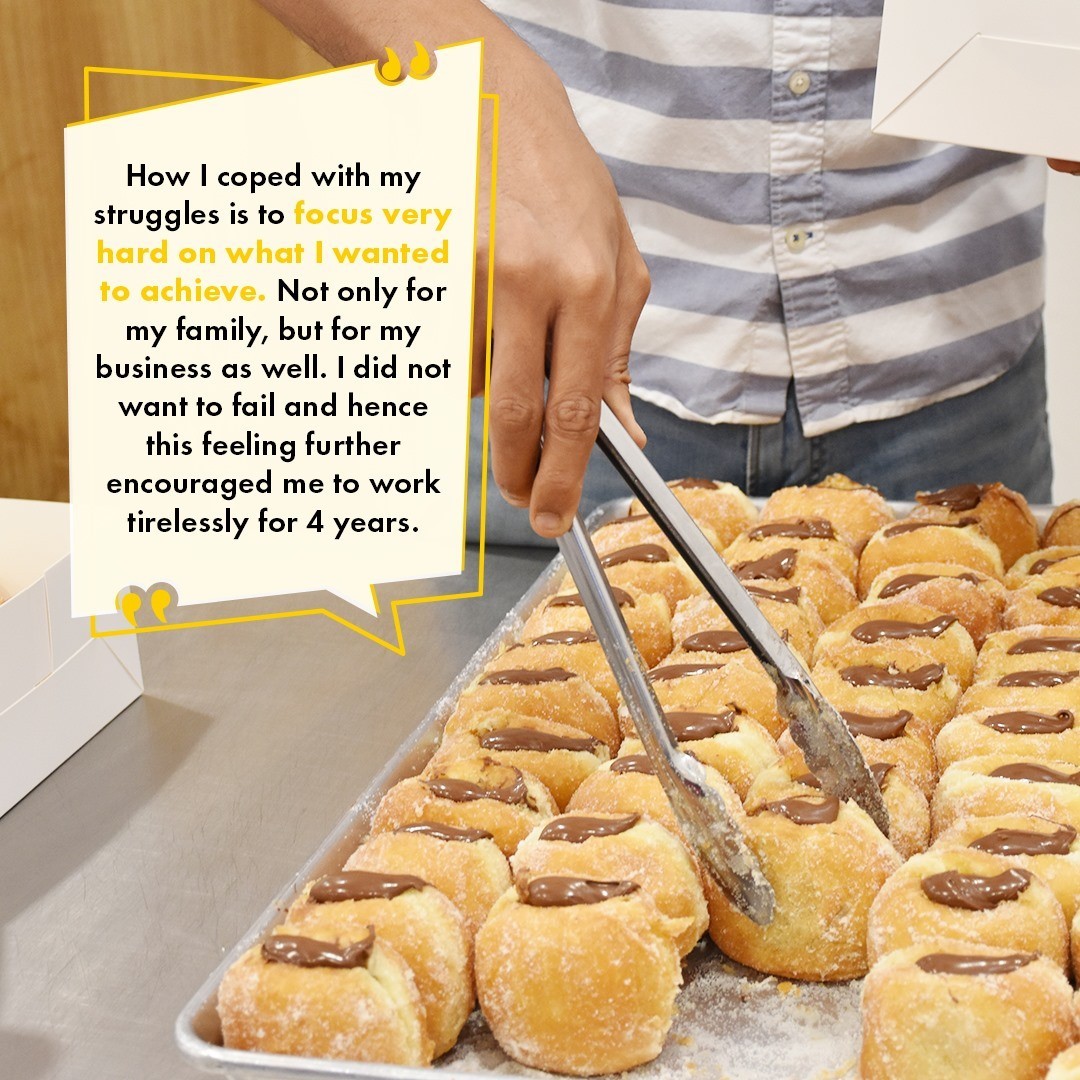 How I coped with my
struggles is to focus very
hard on what I wanted
to achieve. Not only for
my family, but for my
business as well. I did not
want to fail and hence
this feeling further
encouraged me to work
tirelessly for 4 years.